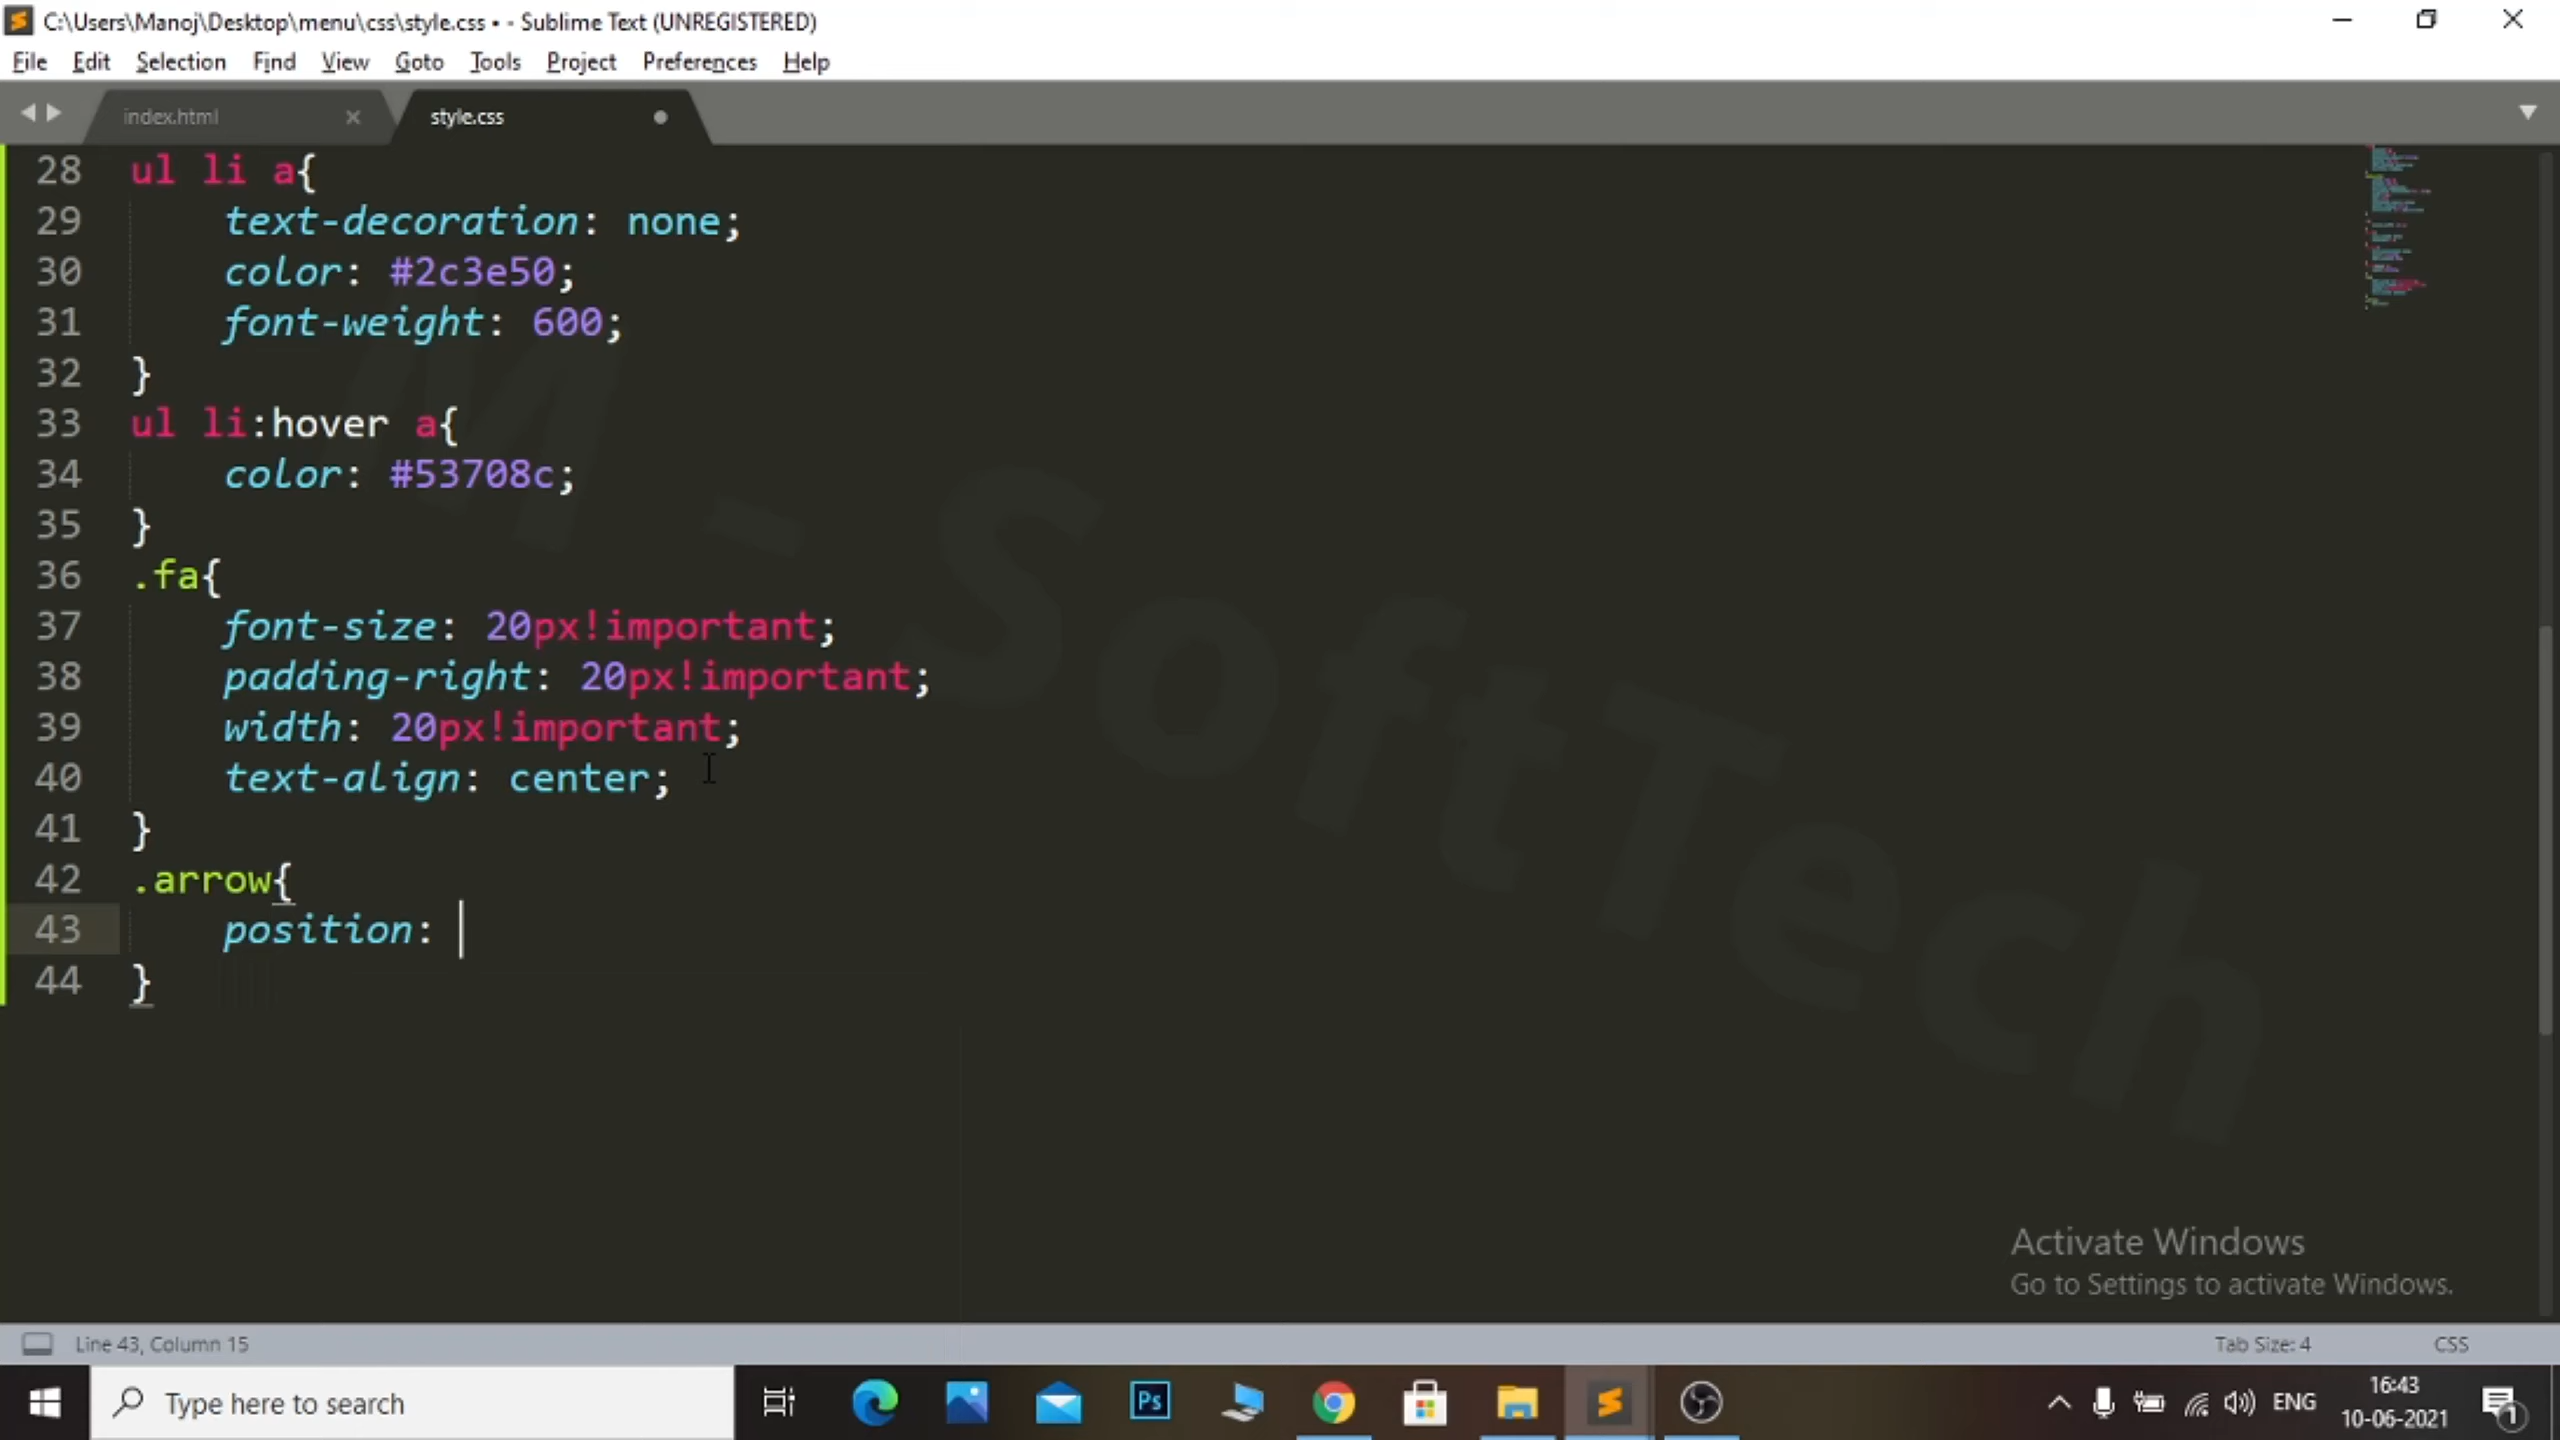 C:\Users\Manoj\Desktop\menu\css\style.css • - Sublime Text (UNREGISTERED)
File Edit Selection Find View Goto Tools Project Preferences Help
index.html style.css
28 ul li a{
29 text-decoration: none;
30 color: #2c3e50;
31 font-weight: 600;
32 }
33 ul li:hover a{
34 color: #53708c;
35 }
36 .fa{
37 font-size: 20px!important;
38 padding-right: 20px!important;
39 width: 20px!important;
40 text-align: center;
41 }
42 .arrow{
43 position:
44 }
M - SoftTech
Activate Windows
Go to Settings to activate Windows.
Line 43, Column 15 Tab Size: 4 CSS
Type here to search Ps ENG 16:43
10-06-2021 1